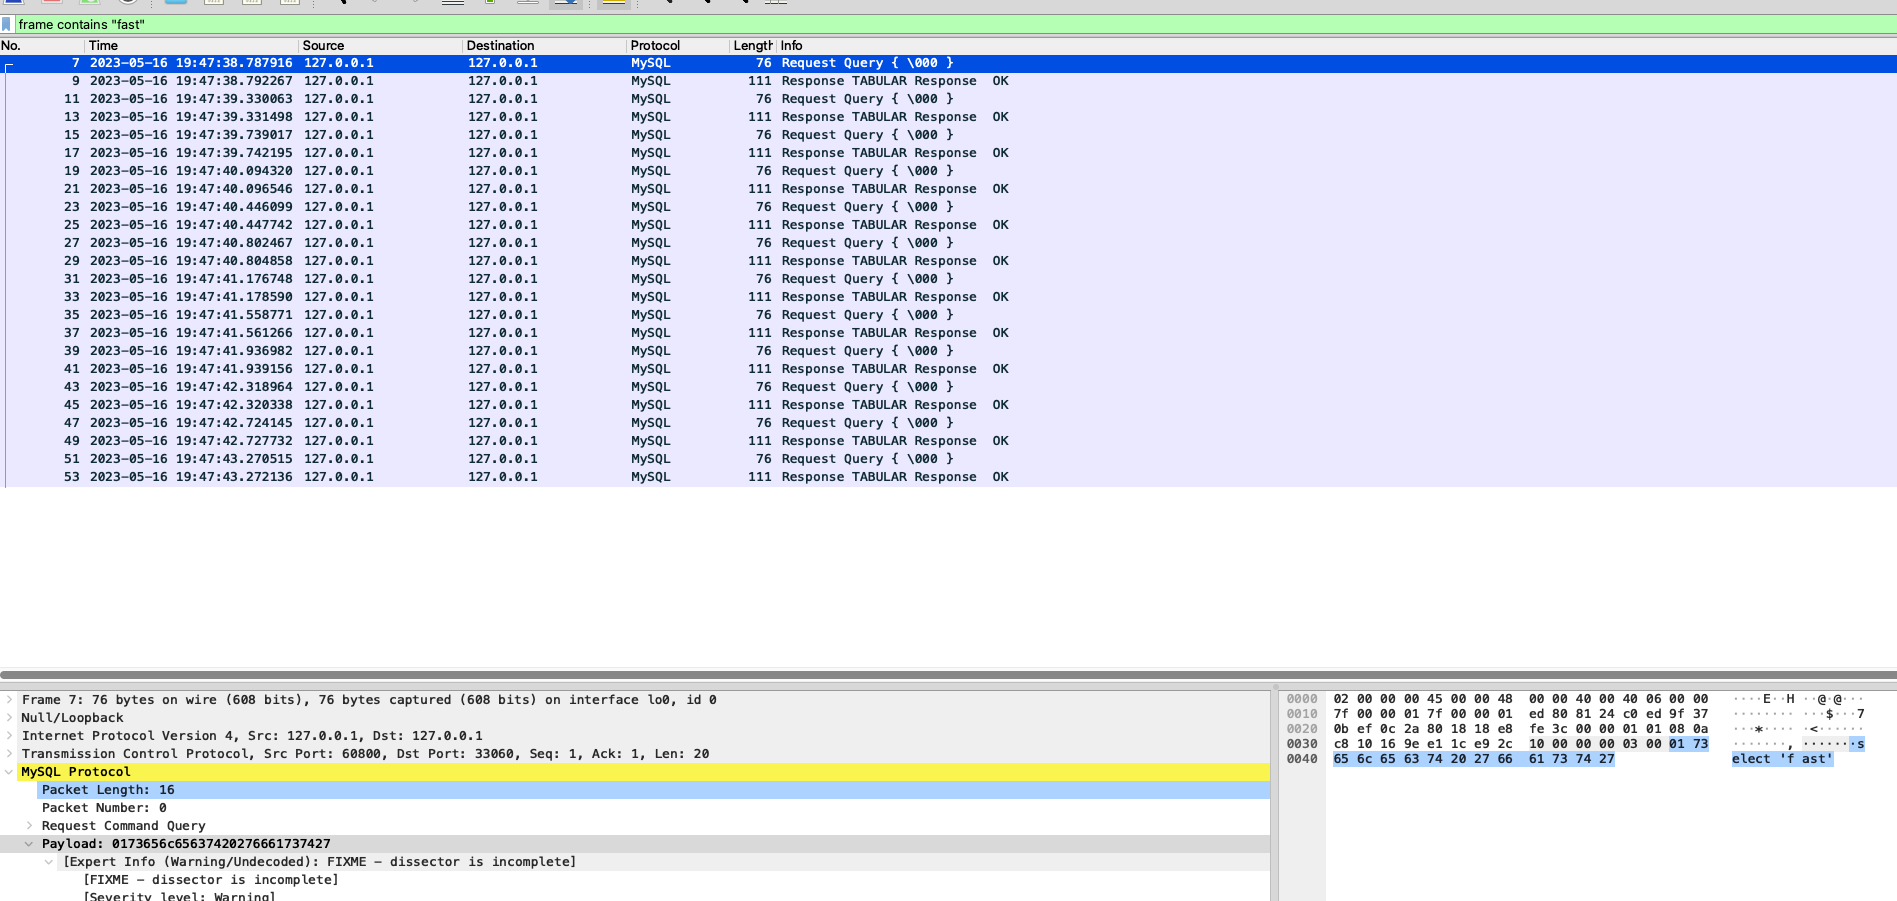 frame contains "fast"
No. Time Source Destination Protocol Length Info
7 2023-05-16 19:47:38.787916 127.0.0.1 127.0.0.1 MySQL 76 Request Query { \000 }
9 2023-05-16 19:47:38.792267 127.0.0.1 127.0.0.1 MySQL 111 Response TABULAR Response OK
11 2023-05-16 19:47:39.330063 127.0.0.1 127.0.0.1 MySQL 76 Request Query { \000 }
13 2023-05-16 19:47:39.331498 127.0.0.1 127.0.0.1 MySQL 111 Response TABULAR Response OK
15 2023-05-16 19:47:39.739017 127.0.0.1 127.0.0.1 MySQL 76 Request Query { \000 }
17 2023-05-16 19:47:39.742195 127.0.0.1 127.0.0.1 MySQL 111 Response TABULAR Response OK
19 2023-05-16 19:47:40.094320 127.0.0.1 127.0.0.1 MySQL 76 Request Query { \000 }
21 2023-05-16 19:47:40.096546 127.0.0.1 127.0.0.1 MySQL 111 Response TABULAR Response OK
23 2023-05-16 19:47:40.446099 127.0.0.1 127.0.0.1 MySQL 76 Request Query { \000 }
25 2023-05-16 19:47:40.447742 127.0.0.1 127.0.0.1 MySQL 111 Response TABULAR Response OK
27 2023-05-16 19:47:40.802467 127.0.0.1 127.0.0.1 MySQL 76 Request Query { \000 }
29 2023-05-16 19:47:40.804858 127.0.0.1 127.0.0.1 MySQL 111 Response TABULAR Response OK
31 2023-05-16 19:47:41.176748 127.0.0.1 127.0.0.1 MySQL 76 Request Query { \000 }
33 2023-05-16 19:47:41.178590 127.0.0.1 127.0.0.1 MySQL 111 Response TABULAR Response OK
35 2023-05-16 19:47:41.558771 127.0.0.1 127.0.0.1 MySQL 76 Request Query { \000 }
37 2023-05-16 19:47:41.561266 127.0.0.1 127.0.0.1 MySQL 111 Response TABULAR Response OK
39 2023-05-16 19:47:41.936982 127.0.0.1 127.0.0.1 MySQL 76 Request Query { \000 }
41 2023-05-16 19:47:41.939156 127.0.0.1 127.0.0.1 MySQL 111 Response TABULAR Response OK
43 2023-05-16 19:47:42.318964 127.0.0.1 127.0.0.1 MySQL 76 Request Query { \000 }
45 2023-05-16 19:47:42.320338 127.0.0.1 127.0.0.1 MySQL 111 Response TABULAR Response OK
47 2023-05-16 19:47:42.724145 127.0.0.1 127.0.0.1 MySQL 76 Request Query { \000 }
49 2023-05-16 19:47:42.727732 127.0.0.1 127.0.0.1 MySQL 111 Response TABULAR Response OK
51 2023-05-16 19:47:43.270515 127.0.0.1 127.0.0.1 MySQL 76 Request Query { \000 }
53 2023-05-16 19:47:43.272136 127.0.0.1 127.0.0.1 MySQL 111 Response TABULAR Response OK
Frame 7: 76 bytes on wire (608 bits), 76 bytes captured (608 bits) on interface lo0, id 0
Null/Loopback
Internet Protocol Version 4, Src: 127.0.0.1, Dst: 127.0.0.1
Transmission Control Protocol, Src Port: 60800, Dst Port: 33060, Seq: 1, Ack: 1, Len: 20
MySQL Protocol
Packet Length: 16
Packet Number: 0
Request Command Query
Payload: 0173656c65637420276661737427
[Expert Info (Warning/Undecoded): FIXME – dissector is incomplete]
[FIXME – dissector is incomplete]
[Severity level: Warning]
0000 02 00 00 00 45 00 00 48 00 00 40 00 40 06 00 00 ····E··H ··@·@···
0010 7f 00 00 01 7f 00 00 01 ed 80 81 24 c0 ed 9f 37 ········ ···$···7
0020 0b ef 0c 2a 80 18 18 e8 fe 3c 00 00 01 01 08 0a ···*···· ·<······
0030 c8 10 16 9e e1 1c e9 2c 10 00 00 00 03 00 01 73 ·······, ·······s
0040 65 6c 65 63 74 20 27 66 61 73 74 27 elect 'f ast'